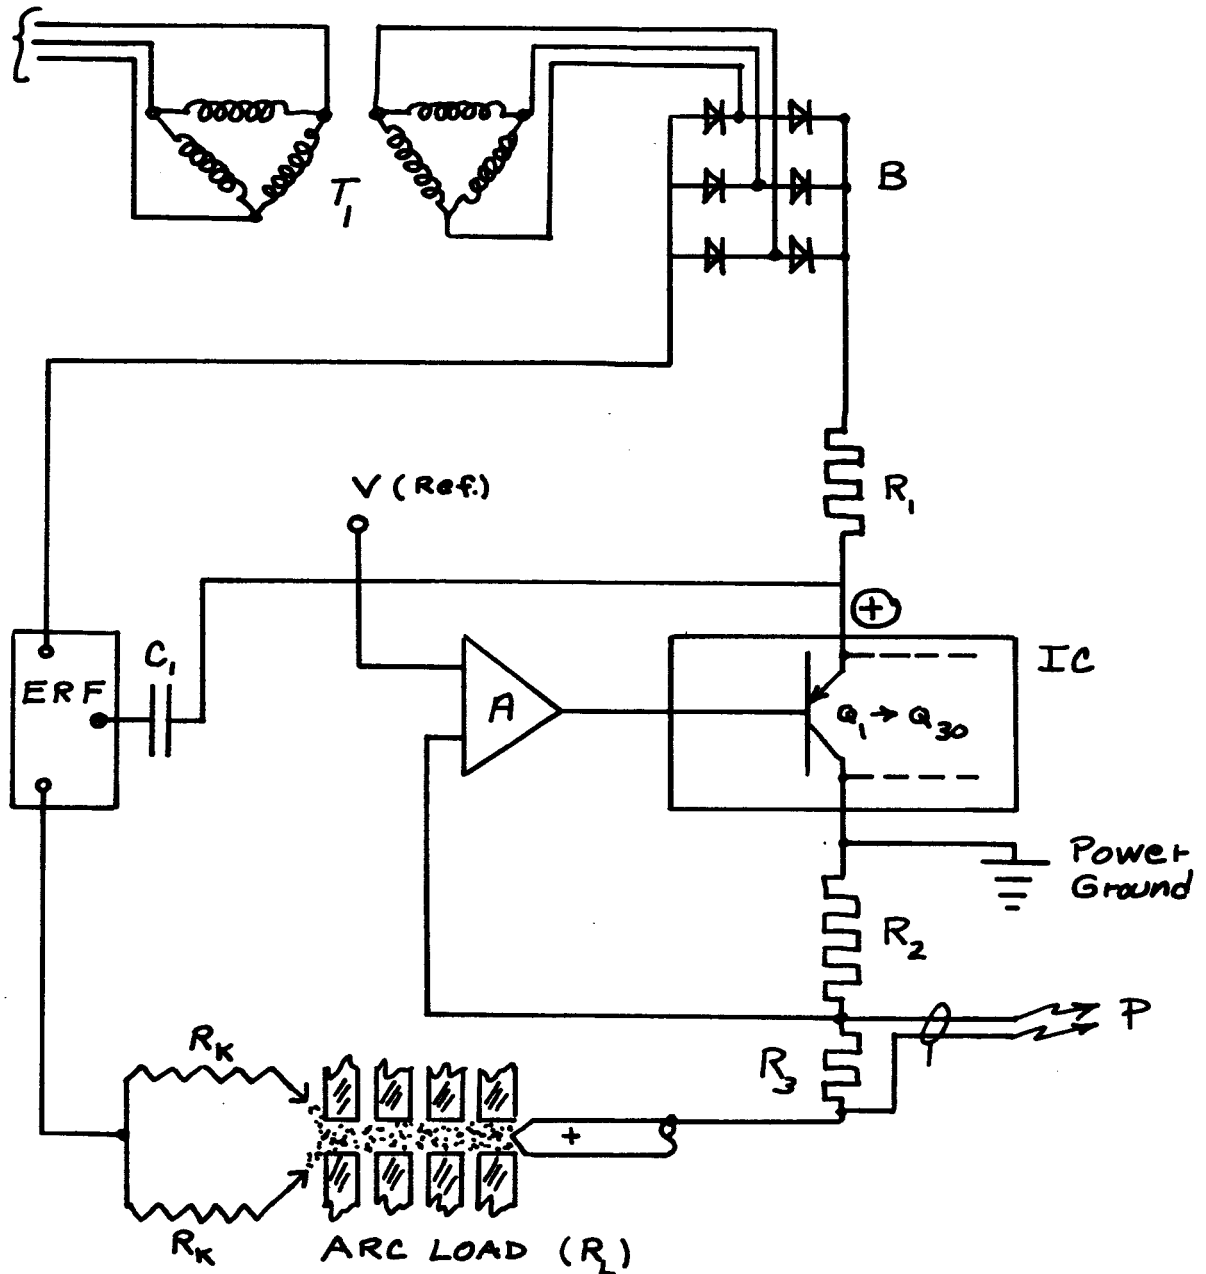 T1
B
R1
V (Ref.)
+
IC
C1
ERF
A
Q1 → Q30
Power
Ground
R2
P
R3
RK
+
RK
ARC LOAD (RL)